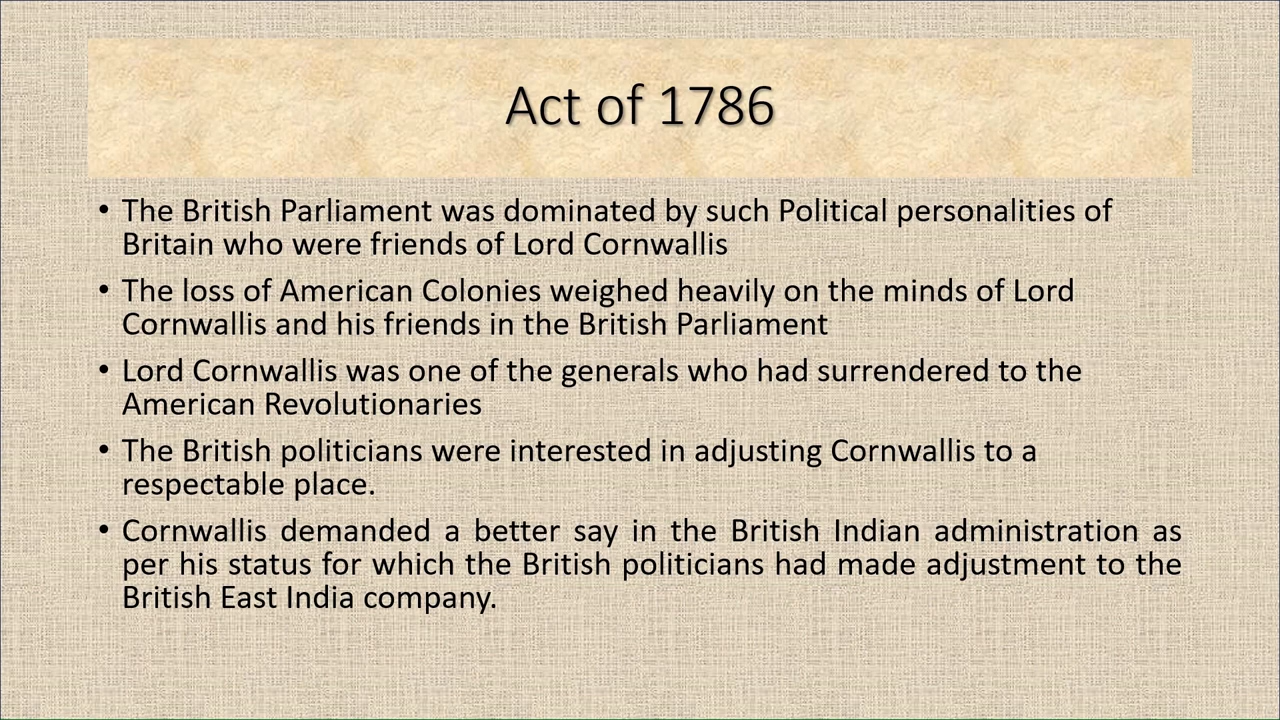 Act of 1786
• The British Parliament was dominated by such Political personalities of
Britain who were friends of Lord Cornwallis
• The loss of American Colonies weighed heavily on the minds of Lord
Cornwallis and his friends in the British Parliament
• Lord Cornwallis was one of the generals who had surrendered to the
American Revolutionaries
• The British politicians were interested in adjusting Cornwallis to a
respectable place.
• Cornwallis demanded a better say in the British Indian administration as
per his status for which the British politicians had made adjustment to the
British East India company.